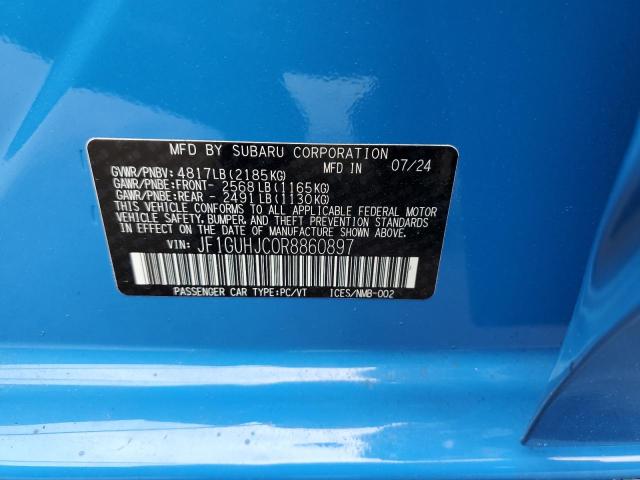 MFD BY SUBARU CORPORATION
GVWR/PNBV: 4817LB(2185KG) MFD IN 07/24
GAWR/PNBE:FRONT- 2568LB(1165KG)
GAWR/PNBE:REAR - 2491LB(1130KG)
THIS VEHICLE CONFORMS TO ALL APPLICABLE FEDERAL MOTOR
VEHICLE SAFETY, BUMPER, AND THEFT PREVENTION STANDARDS
IN EFFECT ON THE DATE OF MANUFACTURE SHOWN ABOVE.
VIN: JF1GUHJC0R8860897
PASSENGER CAR TYPE:PC/VT ICES/NMB-002